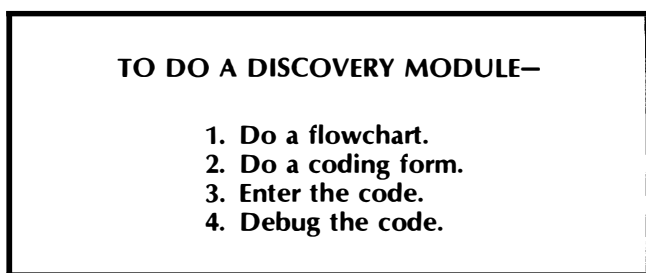 TO DO A DISCOVERY MODULE—
1. Do a flowchart.
2. Do a coding form.
3. Enter the code.
4. Debug the code.